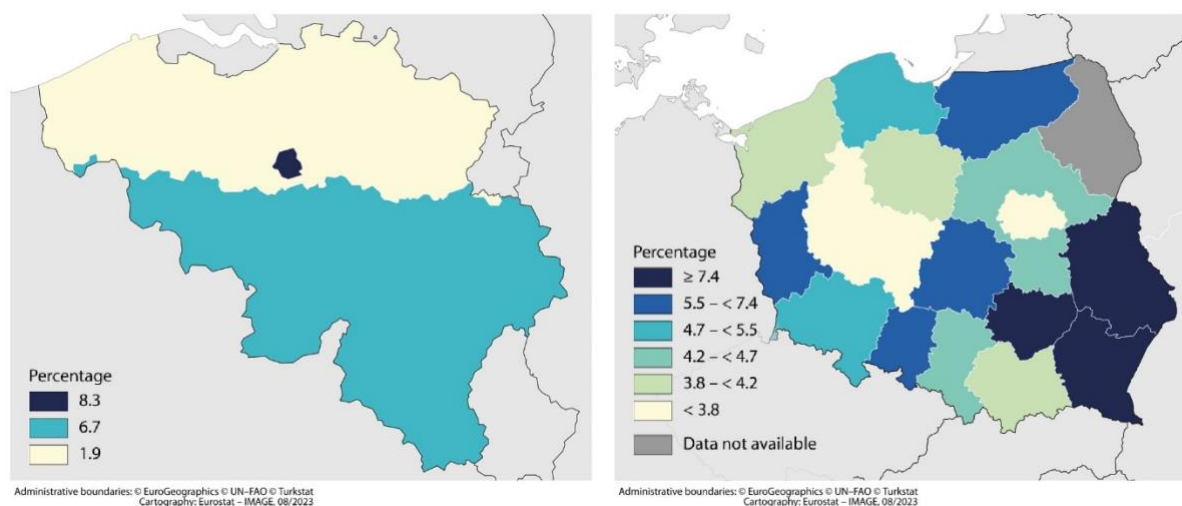 Percentage
8.3
6.7
1.9
Administrative boundaries: © EuroGeographics © UN–FAO © Turkstat
Cartography: Eurostat – IMAGE, 08/2023
Percentage
≥ 7.4
5.5 – < 7.4
4.7 – < 5.5
4.2 – < 4.7
3.8 – < 4.2
< 3.8
Data not available
Administrative boundaries: © EuroGeographics © UN–FAO © Turkstat
Cartography: Eurostat – IMAGE, 08/2023